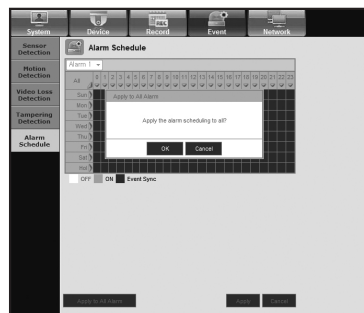 System Device Record Event Network
Sensor Detection
Motion Detection
Video Loss Detection
Tampering Detection
Alarm Schedule
Alarm Schedule
Alarm 1
All 0 1 2 3 4 5 6 7 8 9 10 11 12 13 14 15 16 17 18 19 20 21 22 23
Sun
Mon
Tue
Wed
Thu
Fri
Sat
Hol
Apply to All Alarm
Apply the alarm scheduling to all?
OK Cancel
OFF ON Event Sync
Apply to All Alarm Apply Cancel